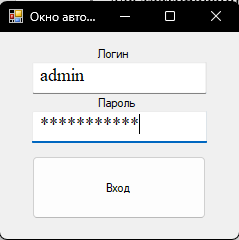 Окно авто...
Логин
admin
Пароль
***********
Вход